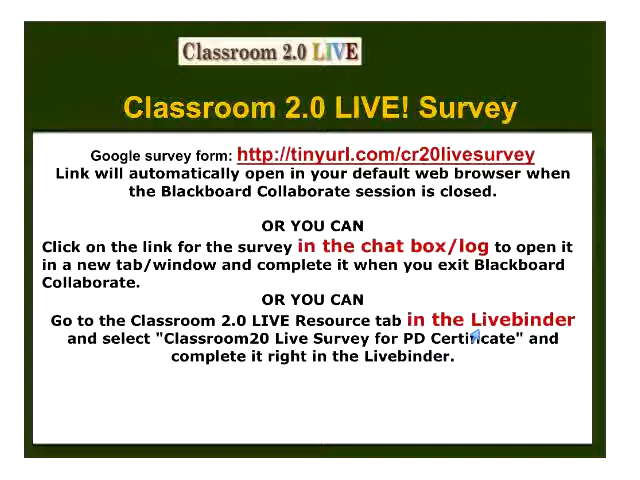 Classroom 2.0 LIVE
Classroom 2.0 LIVE! Survey
Google survey form: http://tinyurl.com/cr20livesurvey
Link will automatically open in your default web browser when
the Blackboard Collaborate session is closed.
OR YOU CAN
Click on the link for the survey in the chat box/log to open it
in a new tab/window and complete it when you exit Blackboard
Collaborate.
OR YOU CAN
Go to the Classroom 2.0 LIVE Resource tab in the Livebinder
and select "Classroom20 Live Survey for PD Certificate" and
complete it right in the Livebinder.